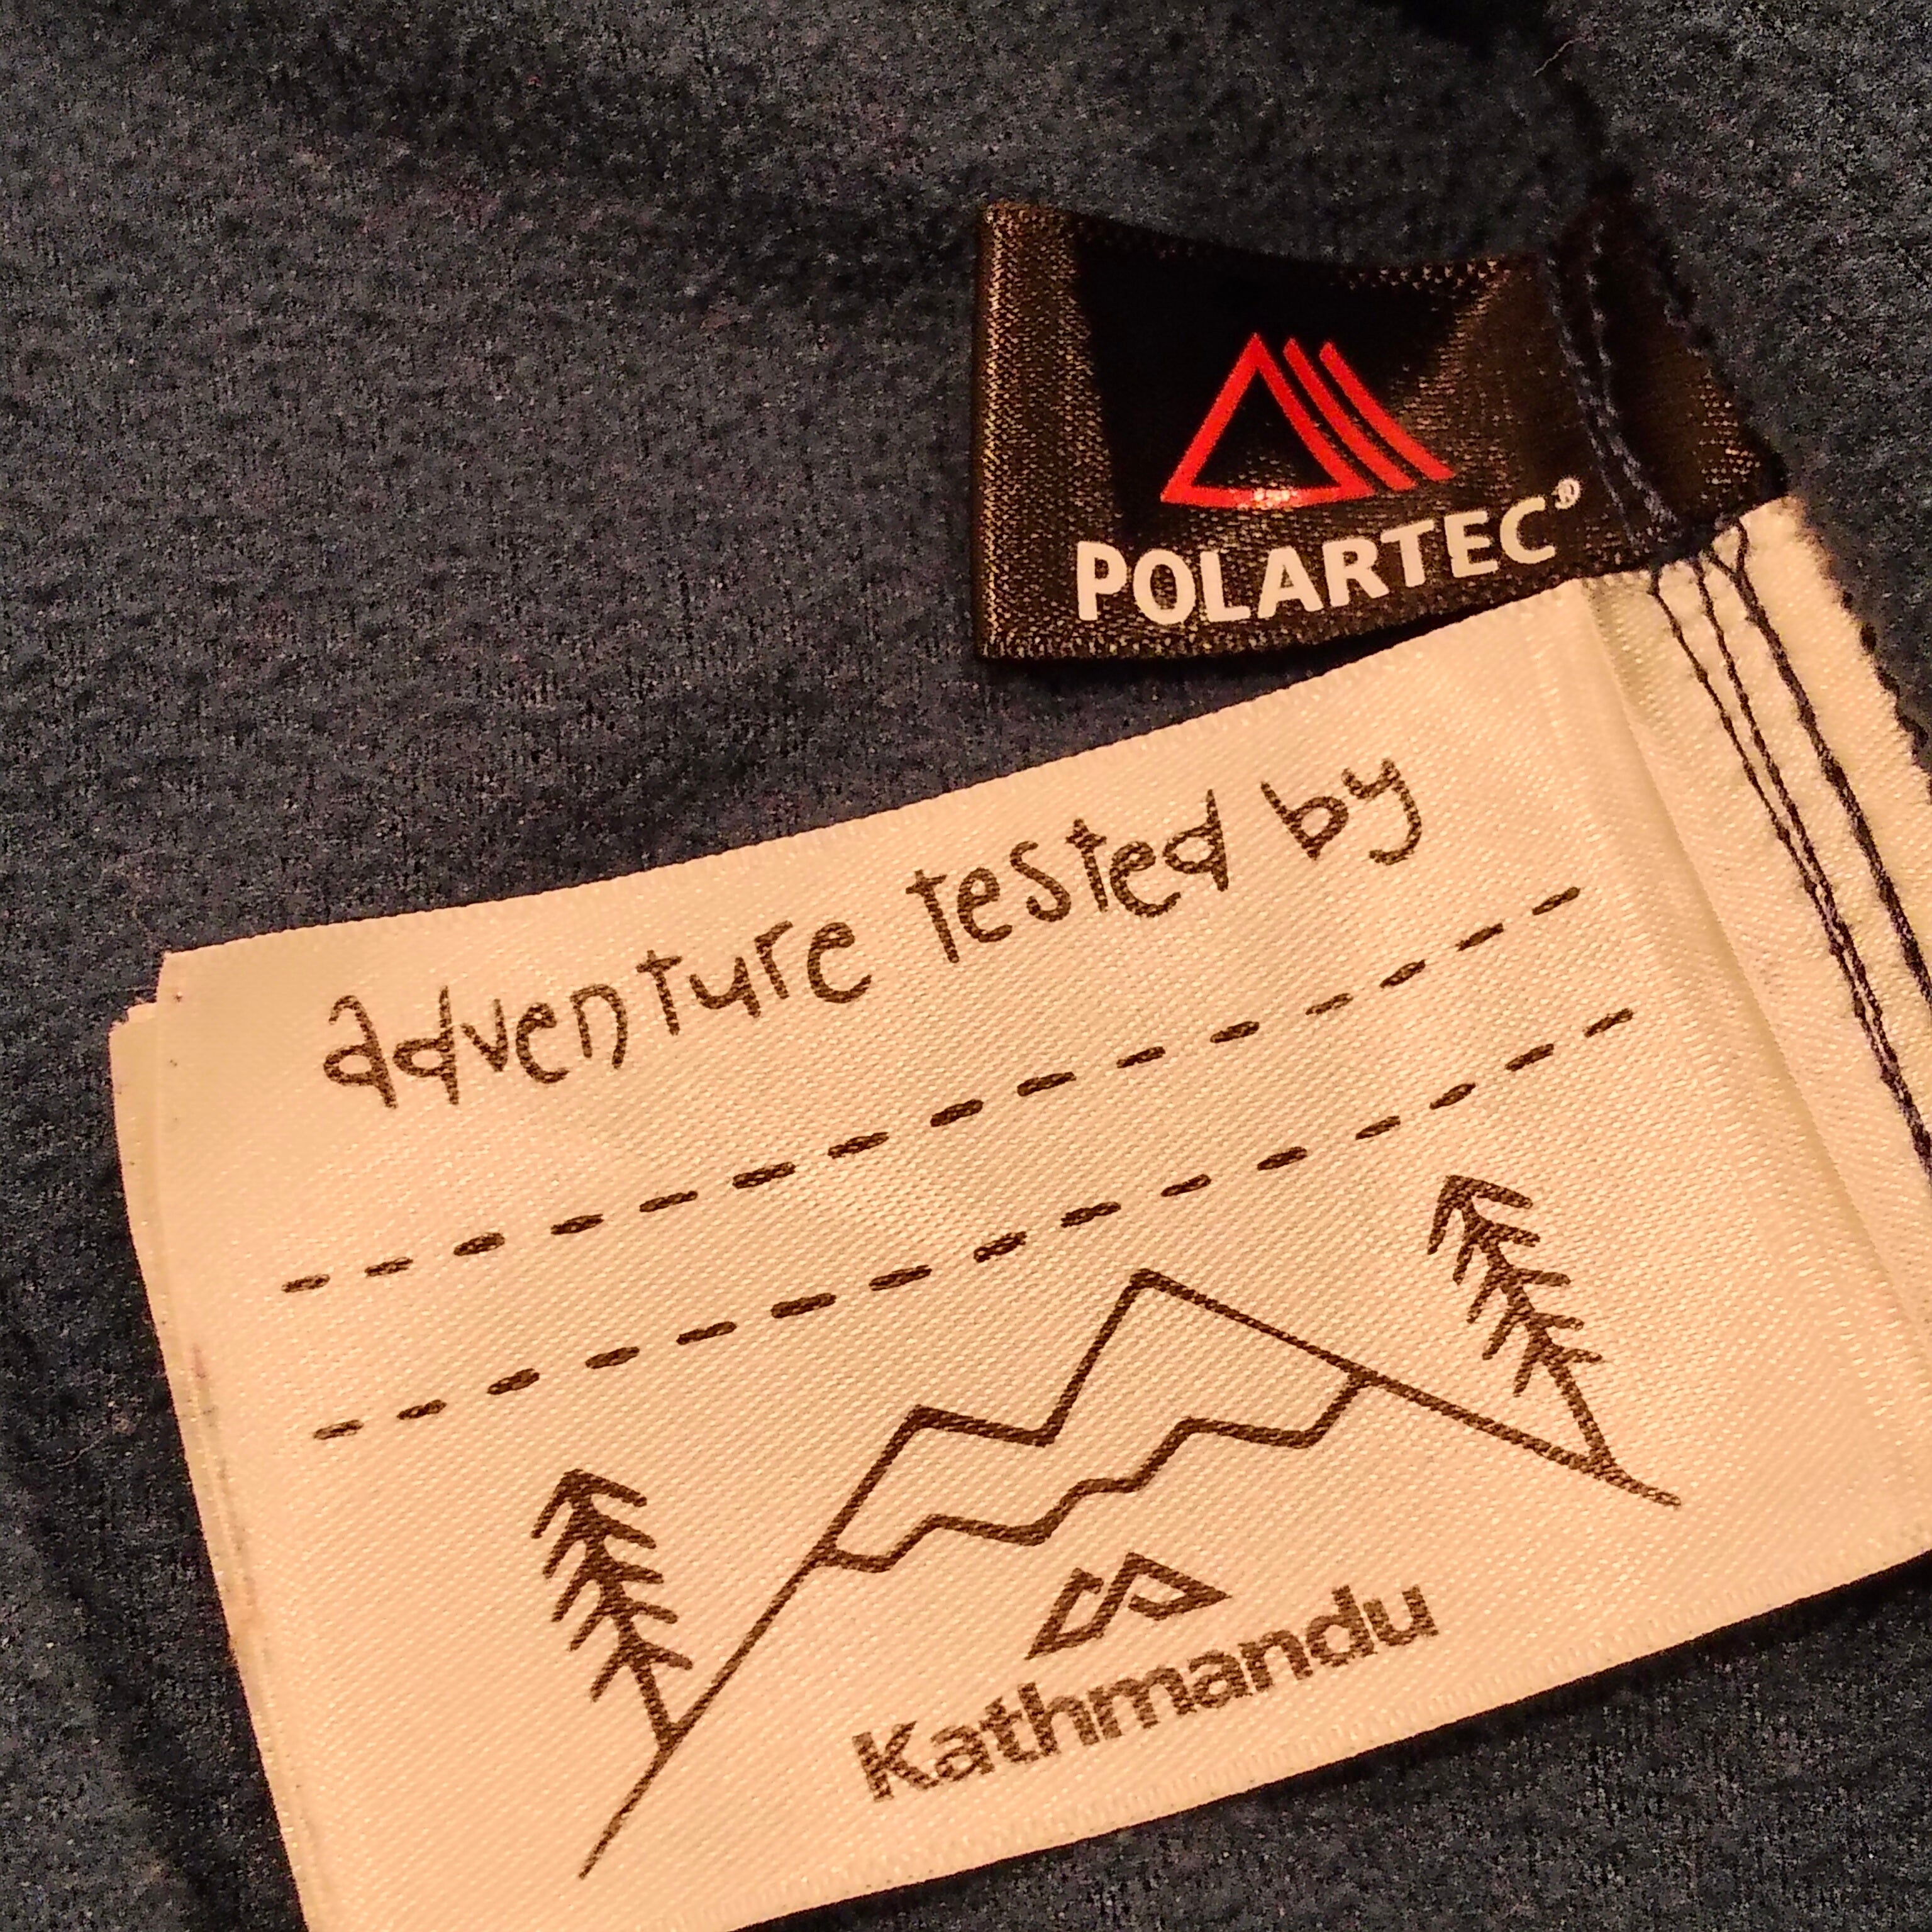 POLARTEC®
adventure tested by
Kathmandu